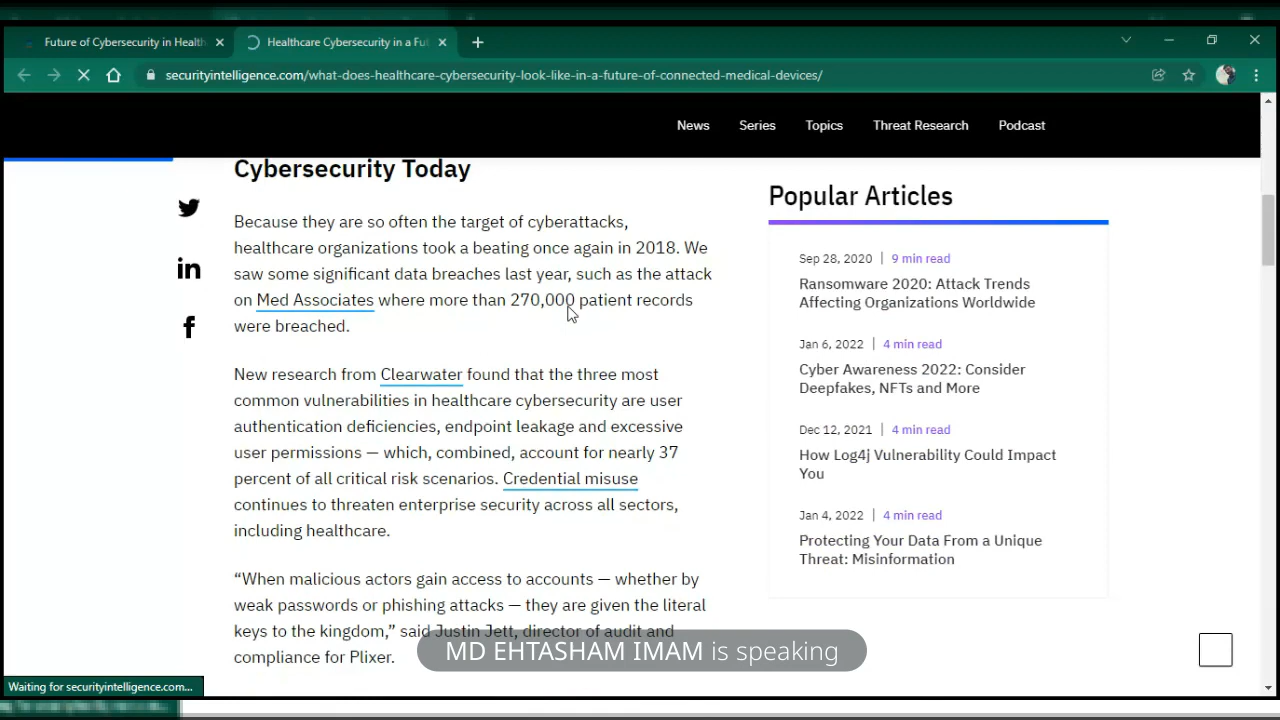 Future of Cybersecurity in Health
Healthcare Cybersecurity in a Fut
securityintelligence.com/what-does-healthcare-cybersecurity-look-like-in-a-future-of-connected-medical-devices/
News Series Topics Threat Research Podcast
Cybersecurity Today
Because they are so often the target of cyberattacks,
healthcare organizations took a beating once again in 2018. We
saw some significant data breaches last year, such as the attack
on Med Associates where more than 270,000 patient records
were breached.
New research from Clearwater found that the three most
common vulnerabilities in healthcare cybersecurity are user
authentication deficiencies, endpoint leakage and excessive
user permissions — which, combined, account for nearly 37
percent of all critical risk scenarios. Credential misuse
continues to threaten enterprise security across all sectors,
including healthcare.
“When malicious actors gain access to accounts — whether by
weak passwords or phishing attacks — they are given the literal
keys to the kingdom,” said Justin Jett, director of audit and
compliance for Plixer.
Popular Articles
Sep 28, 2020 | 9 min read
Ransomware 2020: Attack Trends
Affecting Organizations Worldwide
Jan 6, 2022 | 4 min read
Cyber Awareness 2022: Consider
Deepfakes, NFTs and More
Dec 12, 2021 | 4 min read
How Log4j Vulnerability Could Impact
You
Jan 4, 2022 | 4 min read
Protecting Your Data From a Unique
Threat: Misinformation
MD EHTASHAM IMAM is speaking
Waiting for securityintelligence.com...